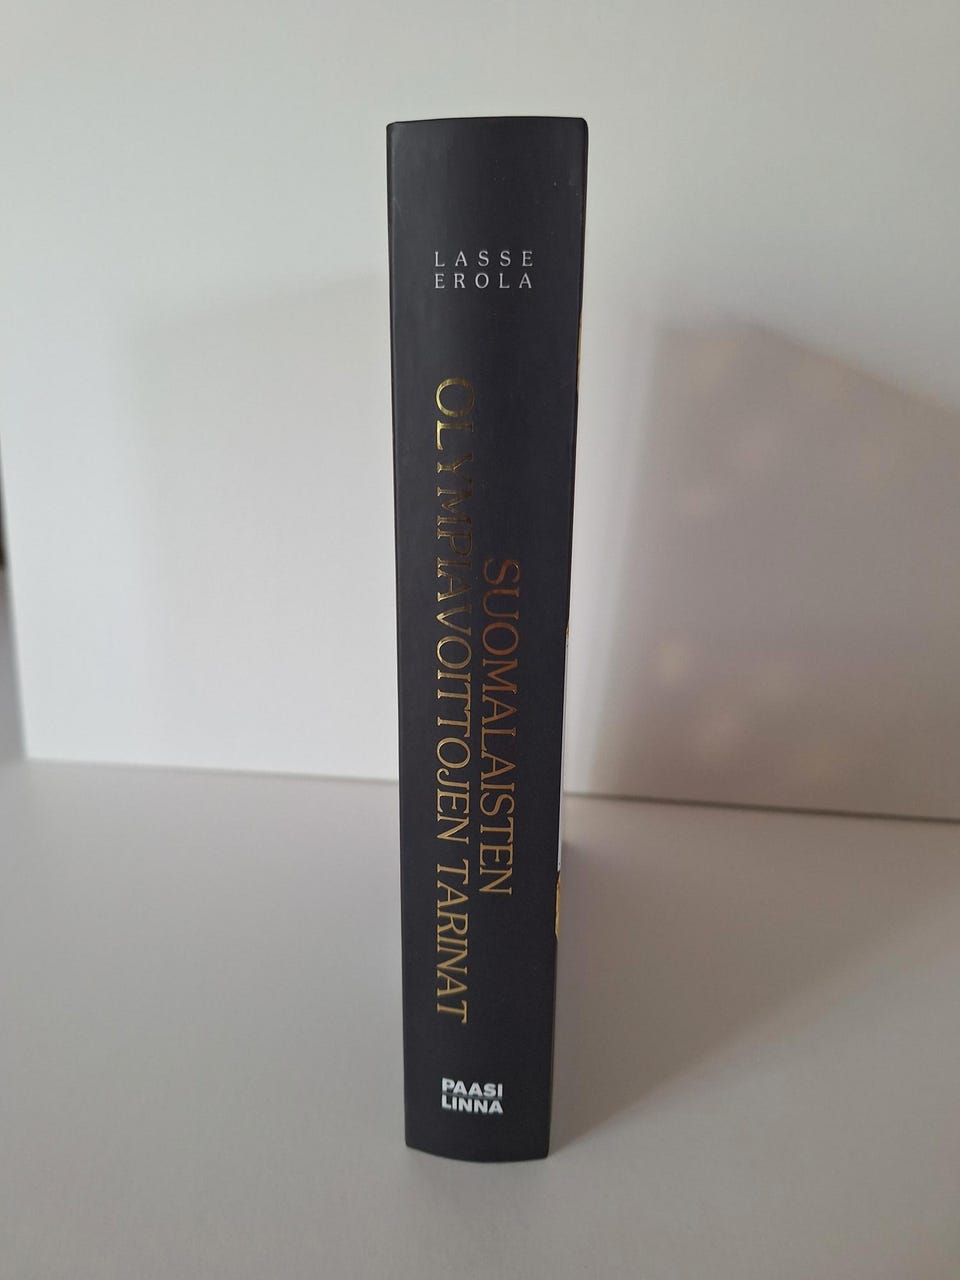 LASSE
EROLA
SUOMALAISTEN
OLYMPIAVOITTOJEN TARINAT
PAASI
LINNA